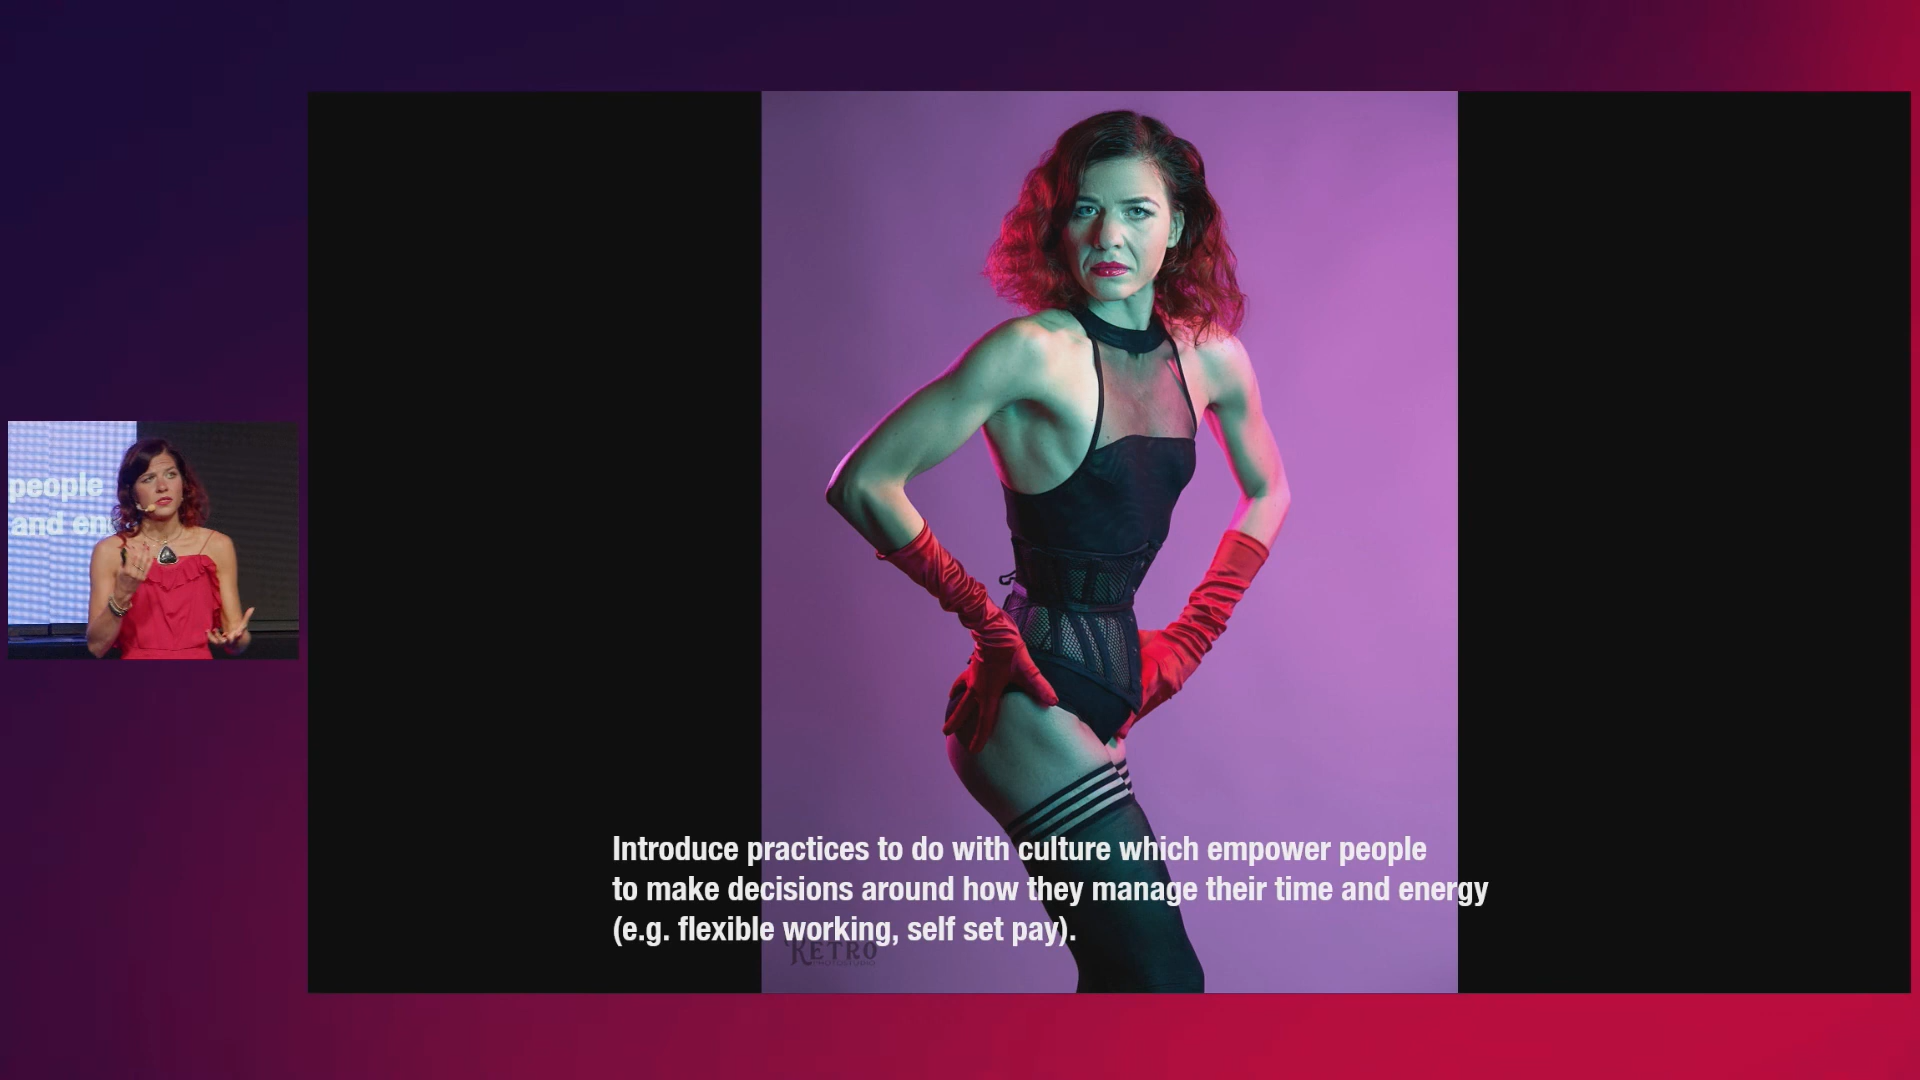 people
and en
Introduce practices to do with culture which empower people
to make decisions around how they manage their time and energy
(e.g. flexible working, self set pay).
RETRO